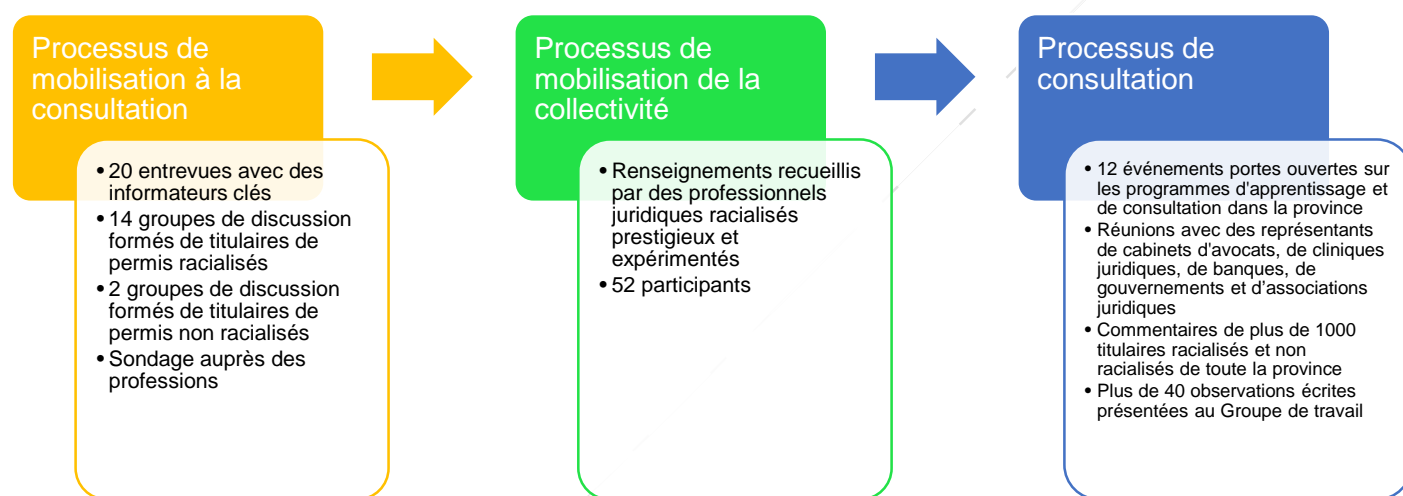 Processus de
mobilisation à la
consultation
• 20 entrevues avec des
informateurs clés
• 14 groupes de discussion
formés de titulaires de
permis racialisés
• 2 groupes de discussion
formés de titulaires de
permis non racialisés
• Sondage auprès des
professions
Processus de
mobilisation de la
collectivité
• Renseignements recueillis
par des professionnels
juridiques racialisés
prestigieux et
expérimentés
• 52 participants
Processus de
consultation
• 12 événements portes ouvertes sur
les programmes d'apprentissage et
de consultation dans la province
• Réunions avec des représentants
de cabinets d'avocats, de cliniques
juridiques, de banques, de
gouvernements et d’associations
juridiques
• Commentaires de plus de 1000
titulaires racialisés et non
racialisés de toute la province
• Plus de 40 observations écrites
présentées au Groupe de travail